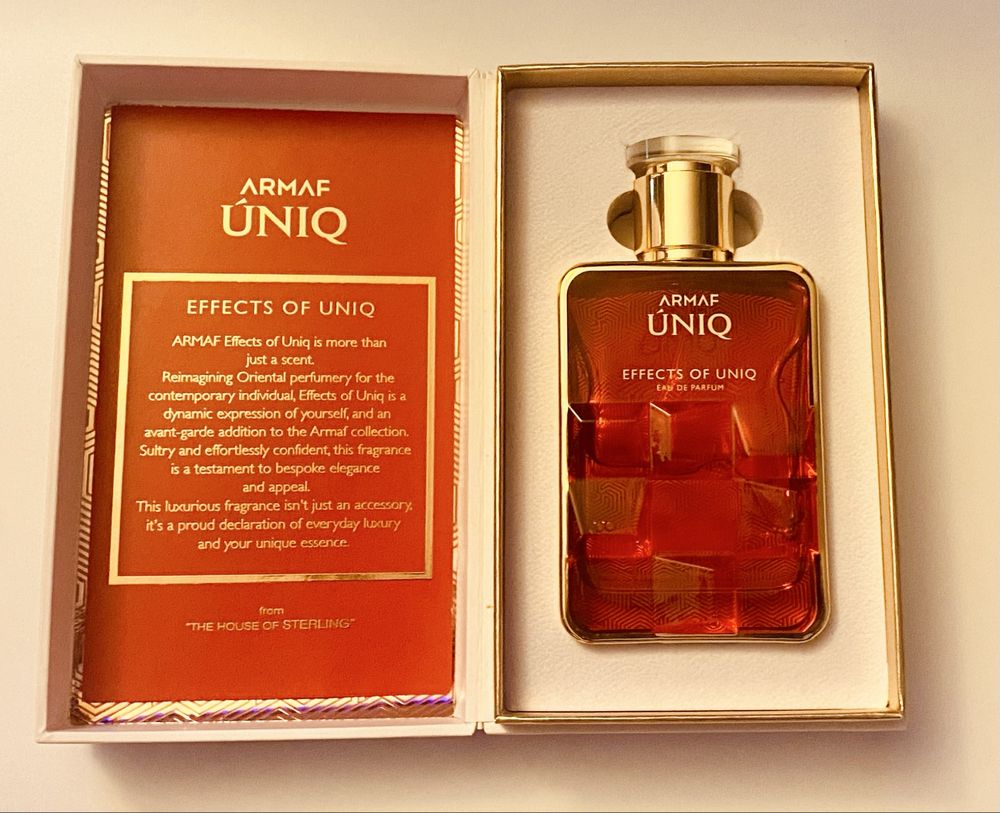 ARMAF
ÚNIQ
EFFECTS OF UNIQ
ARMAF Effects of Uniq is more than
just a scent.
Reimagining Oriental perfumery for the
contemporary individual, Effects of Uniq is a
dynamic expression of yourself, and an
avant-garde addition to the Armaf collection.
Sultry and effortlessly confident, this fragrance
is a testament to bespoke elegance
and appeal.
This luxurious fragrance isn't just an accessory,
it's a proud declaration of everyday luxury
and your unique essence.
from
"THE HOUSE OF STERLING"
ARMAF
ÚNIQ
EFFECTS OF UNIQ
EAU DE PARFUM